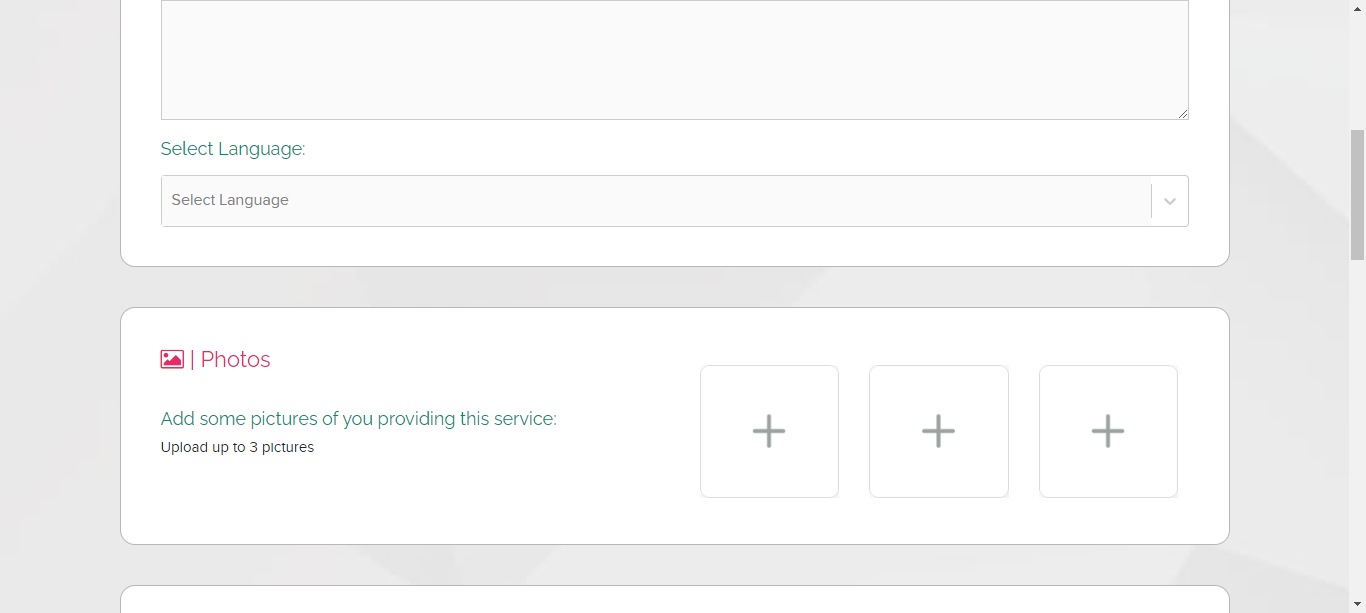 Select Language:
Select Language
| Photos
Add some pictures of you providing this service:
Upload up to 3 pictures